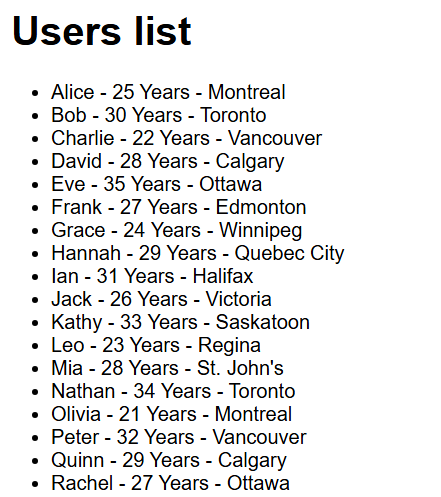 Users list
Alice - 25 Years - Montreal
Bob - 30 Years - Toronto
Charlie - 22 Years - Vancouver
David - 28 Years - Calgary
Eve - 35 Years - Ottawa
Frank - 27 Years - Edmonton
Grace - 24 Years - Winnipeg
Hannah - 29 Years - Quebec City
Ian - 31 Years - Halifax
Jack - 26 Years - Victoria
Kathy - 33 Years - Saskatoon
Leo - 23 Years - Regina
Mia - 28 Years - St. John's
Nathan - 34 Years - Toronto
Olivia - 21 Years - Montreal
Peter - 32 Years - Vancouver
Quinn - 29 Years - Calgary
Rachel - 27 Years - Ottawa